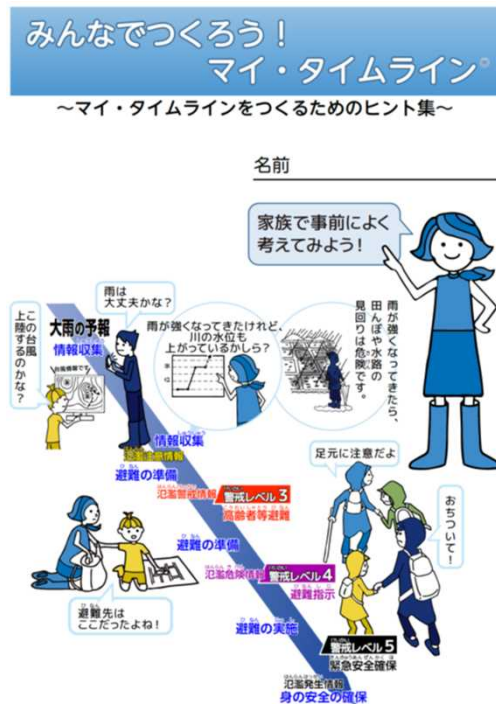 みんなでつくろう！
マイ・タイムライン®
～マイ・タイムラインをつくるためのヒント集～
名前
家族で事前によく
考えてみよう！
雨は
大丈夫かな？
この台風
上陸するのかな？
大雨の予報
情報収集
台風情報です
雨が強くなってきたけれど、
川の水位も
上がっているかしら？
雨が強くなってきたら、
田んぼや水路の
見回りは危険です。
情報収集
氾濫注意情報
避難の準備
氾濫警戒情報
警戒レベル 3
高齢者等避難
足元に注意だよ
おちついて！
避難の準備
氾濫危険情報
警戒レベル 4
避難指示
避難先は
ここだったよね！
避難の実施
警戒レベル 5
緊急安全確保
氾濫発生情報
身の安全の確保